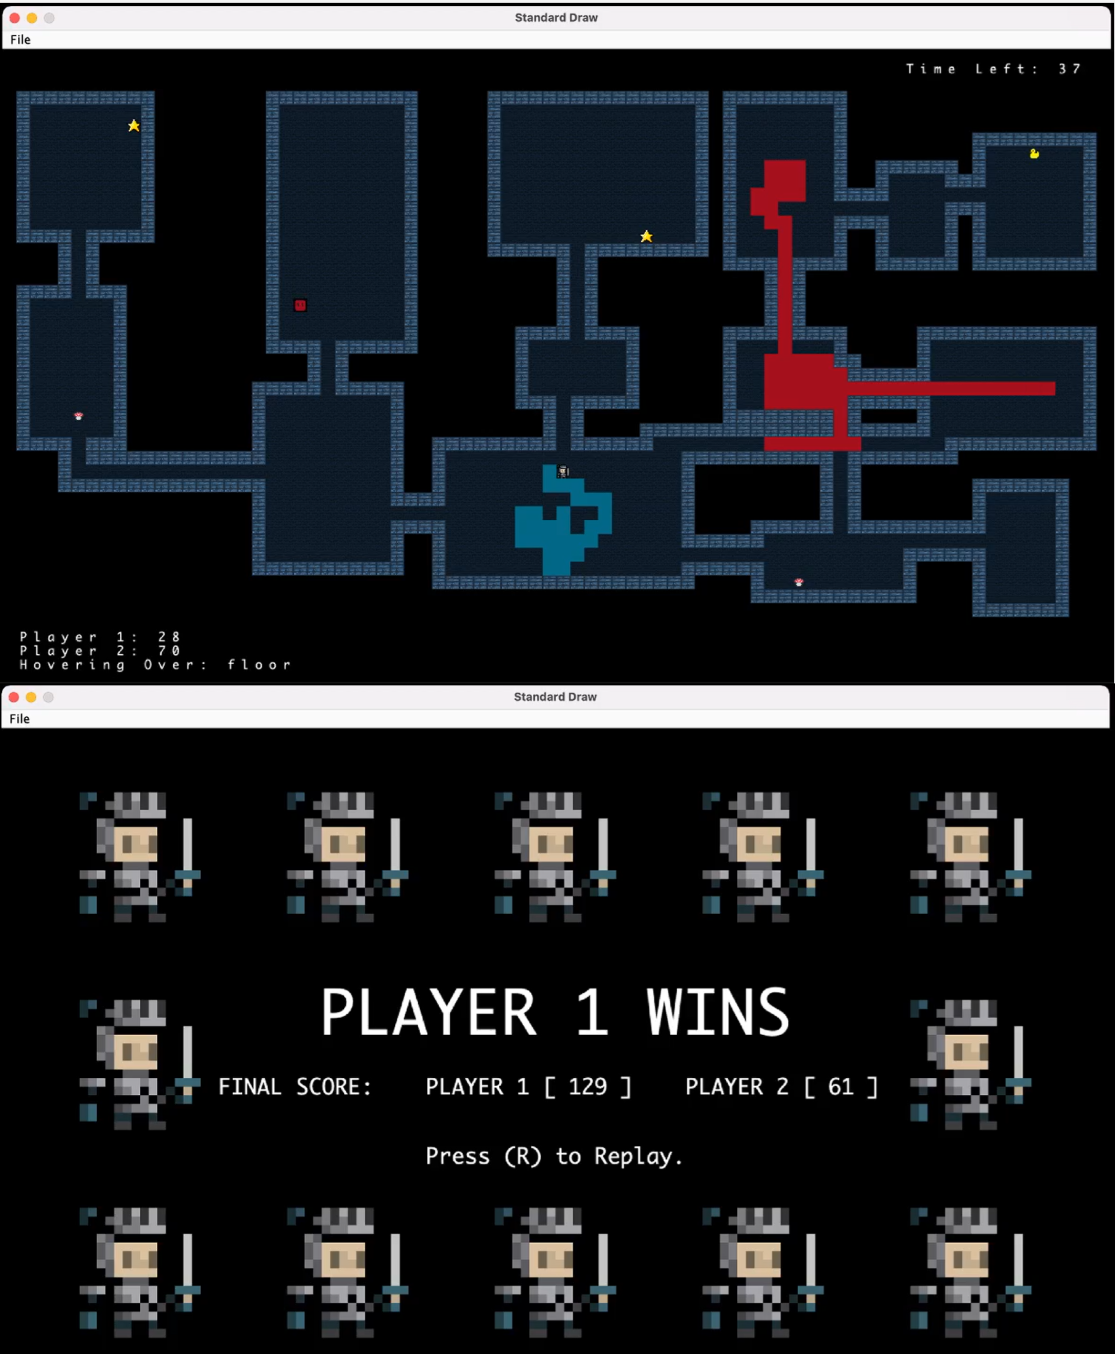 Standard Draw
File
Time Left: 37
Player 1: 28
Player 2: 70
Hovering Over: floor
Standard Draw
File
PLAYER 1 WINS
FINAL SCORE: PLAYER 1 [ 129 ] PLAYER 2 [ 61 ]
Press (R) to Replay.